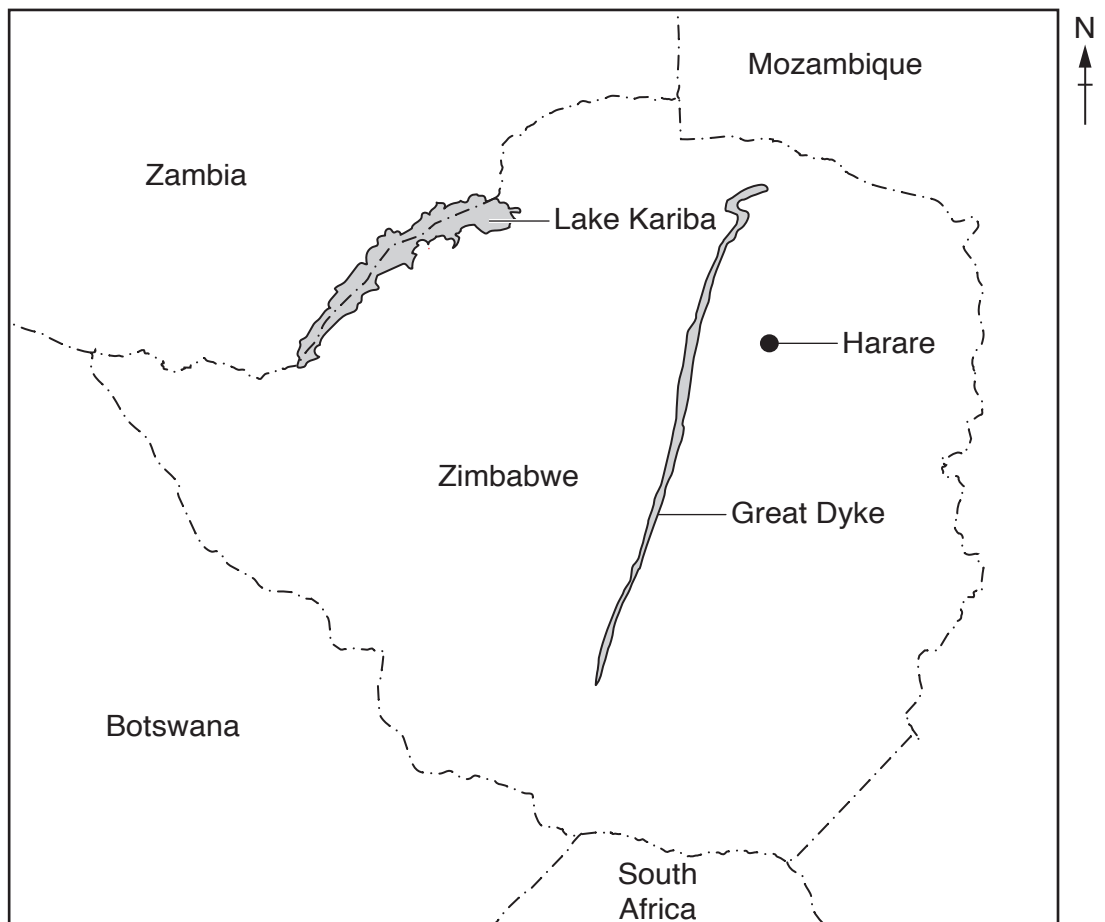 N
Mozambique
Zambia
Lake Kariba
Harare
Zimbabwe
Great Dyke
Botswana
South
Africa